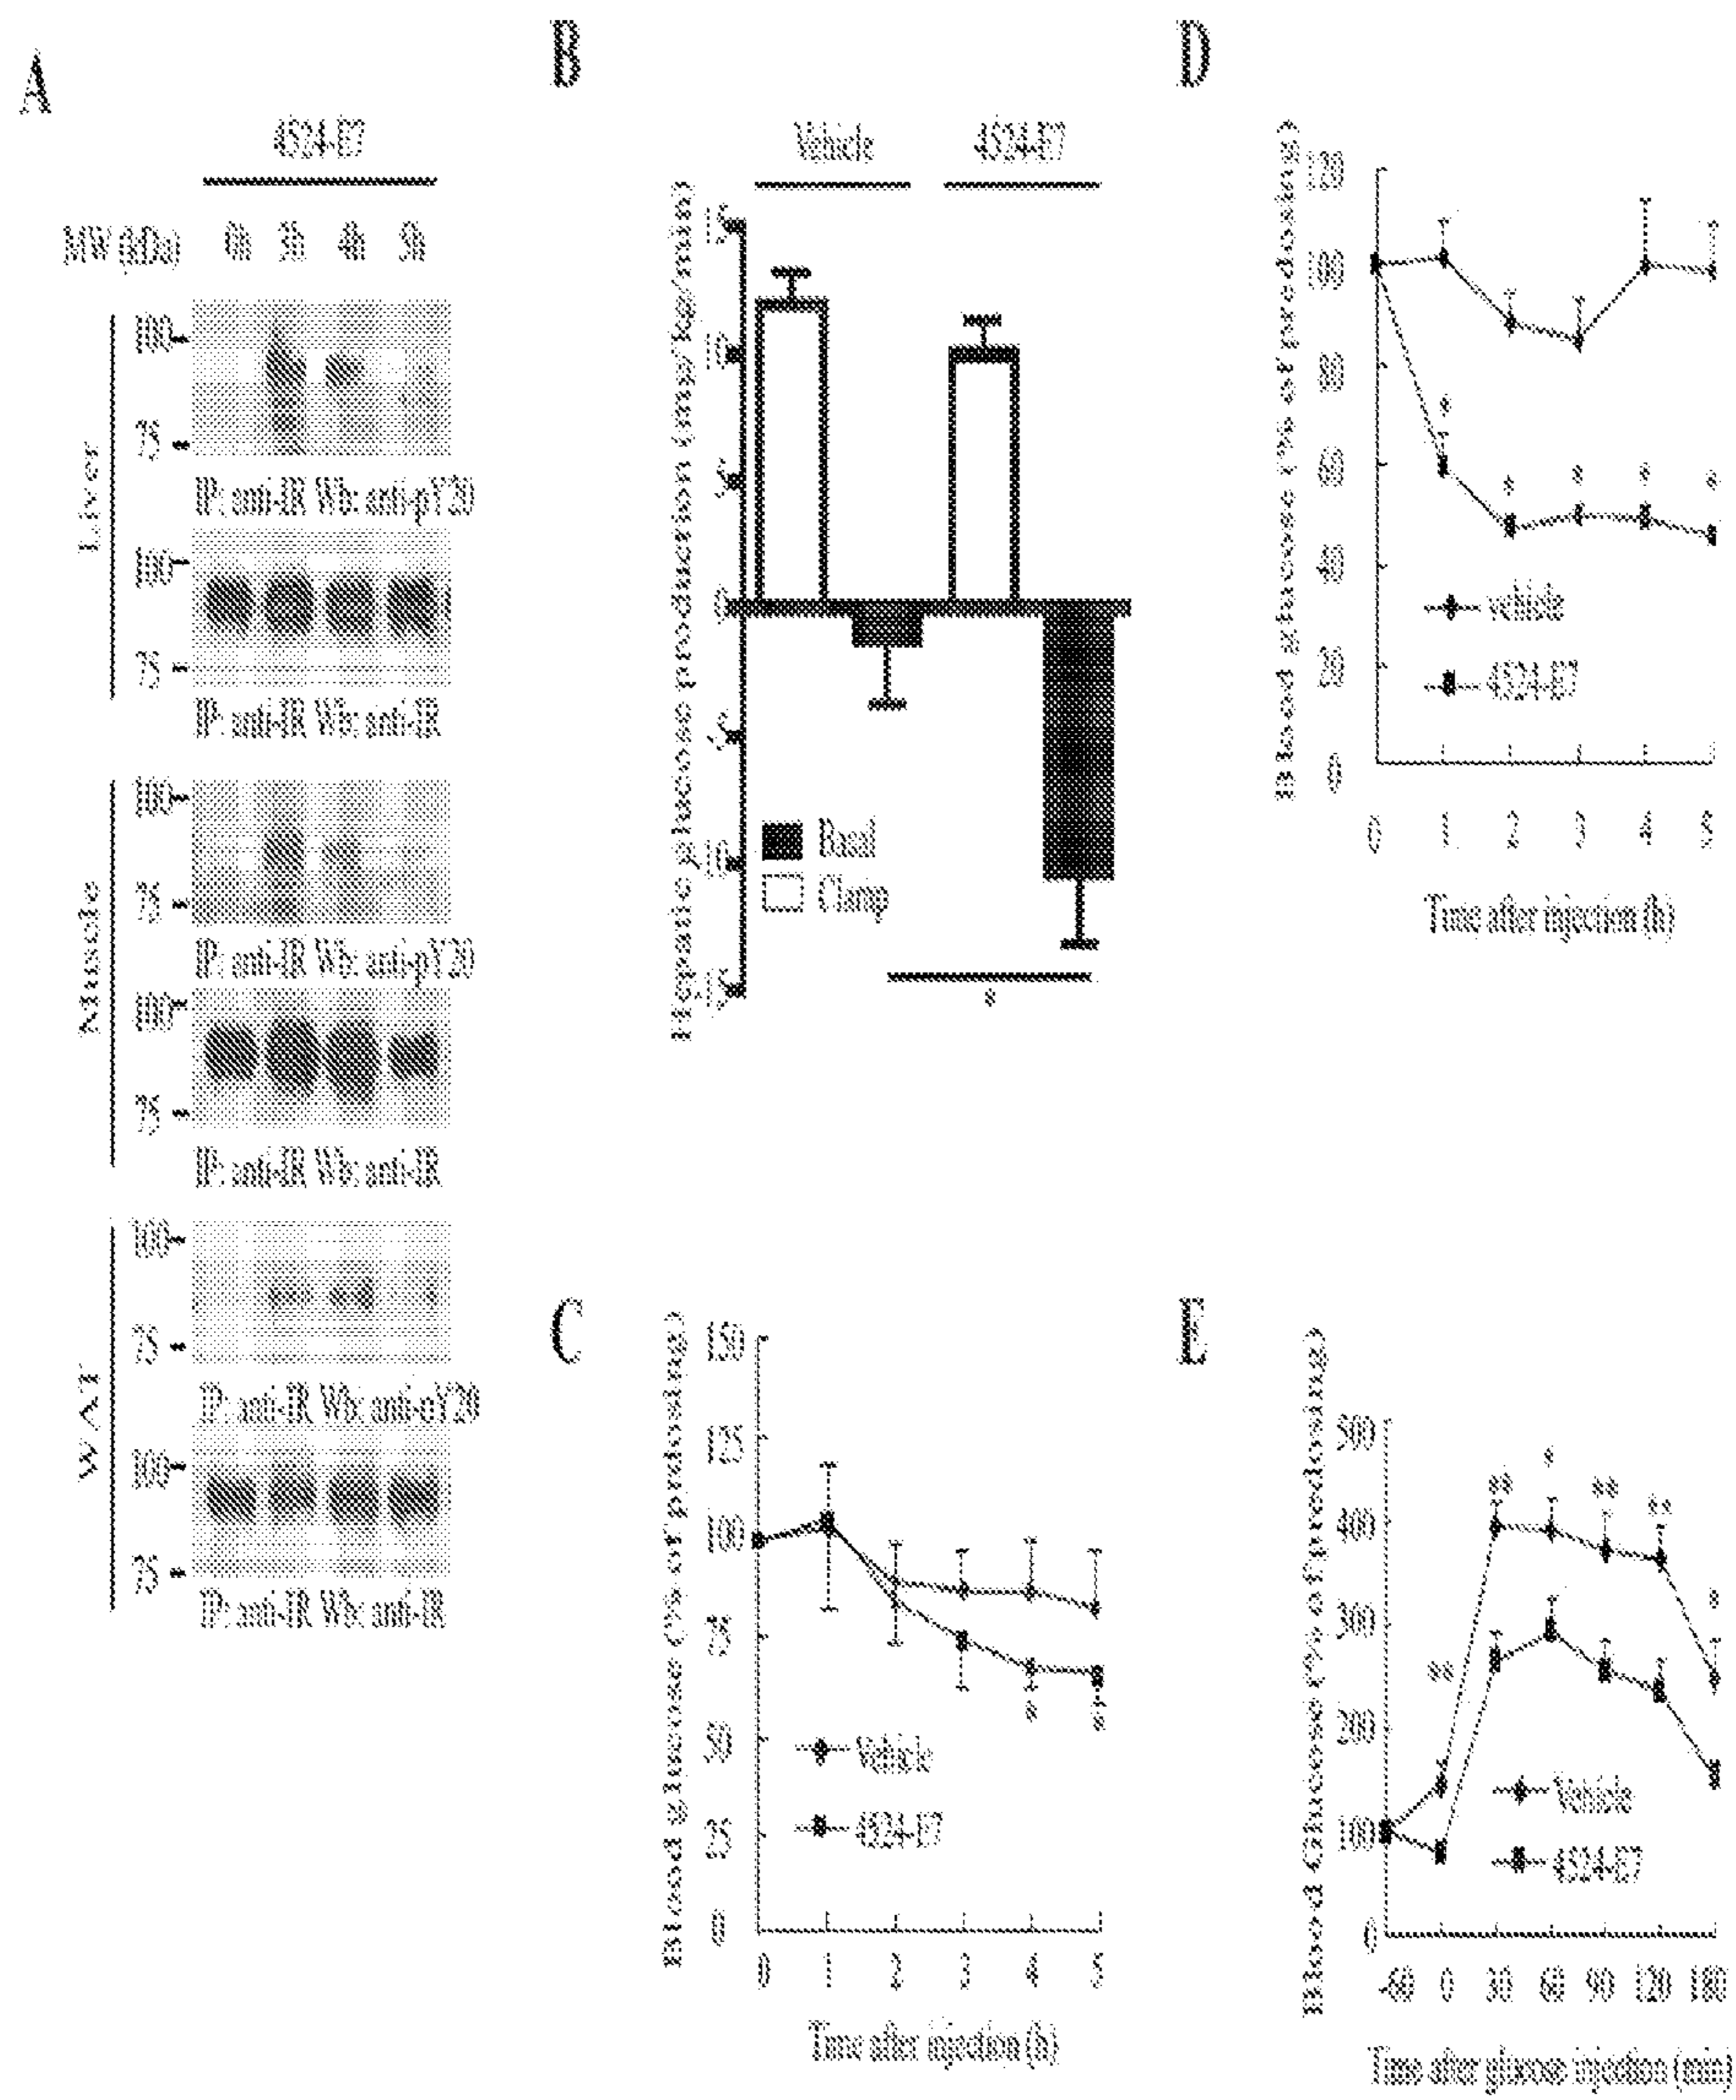 A
4524-E7
MW (kDa) 0h 3h 4h 5h
Liver
100
75
IP: anti-IR Wb: anti-pY20
100
75
IP: anti-IR Wb: anti-IR
Muscle
100
75
IP: anti-IR Wb: anti-pY20
100
75
IP: anti-IR Wb: anti-IR
WAT
100
75
IP: anti-IR Wb: anti-pY20
100
75
IP: anti-IR Wb: anti-IR
B
Vehicle 4524-E7
Hepatic glucose production (mg/kg/min)
15
10
5
0
-5
-10
-15
Basal
Clamp
*
C
Blood glucose (% of prdosing)
150
125
100
75
50
25
0
Vehicle
4524-E7
* *
0 1 2 3 4 5
Time after injection (h)
D
Blood glucose (% of predosing)
120
100
80
60
40
20
0
* * * * *
vehicle
4524-E7
0 1 2 3 4 5
Time after injection (h)
E
Blood Glucose (% of predosing)
500
400
300
200
100
0
** ** * ** ** *
Vehicle
4524-E7
-60 0 30 60 90 120 180
Time after glucose injection (min)